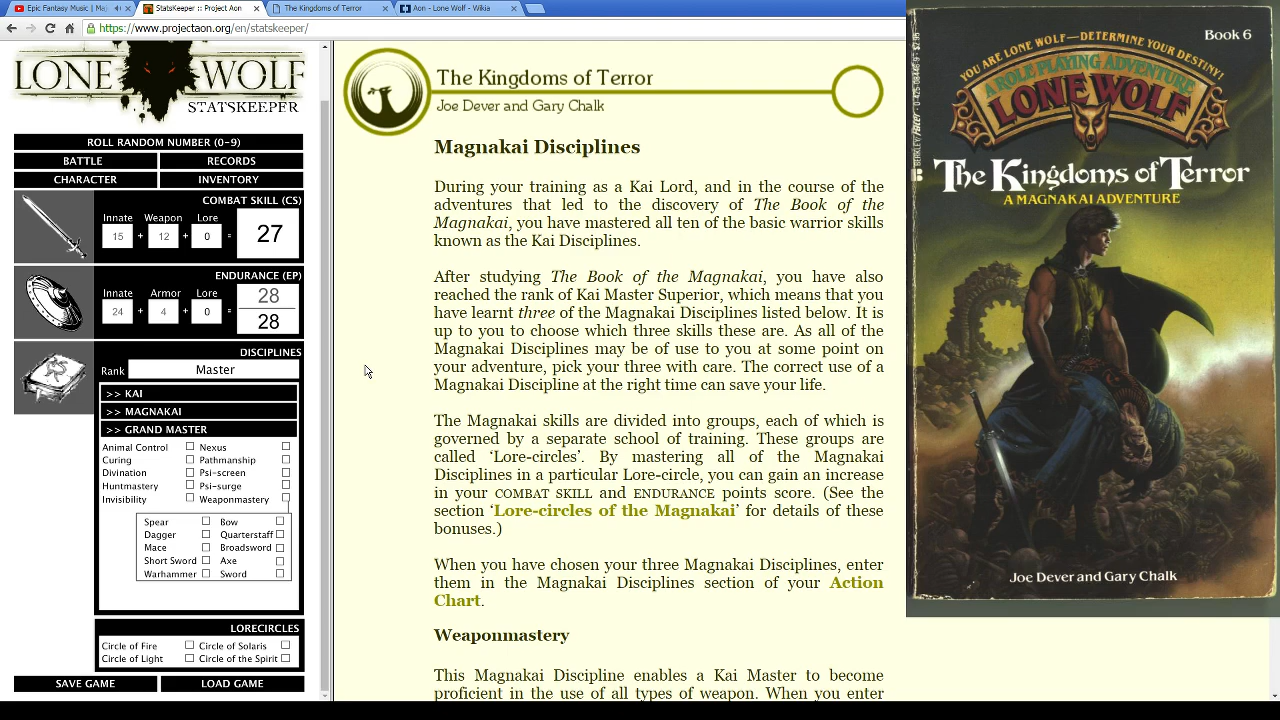 Epic Fantasy Music | Ma
StatsKeeper :: Project Aon
The Kingdoms of Terror
Aon - Lone Wolf - Wikia
https://www.projectaon.org/en/statskeeper/
LONE WOLF
STATSKEEPER
ROLL RANDOM NUMBER (0-9)
BATTLE RECORDS
CHARACTER INVENTORY
COMBAT SKILL (CS)
Innate Weapon Lore
15 + 12 + 0 = 27
ENDURANCE (EP)
Innate Armor Lore 28
24 + 4 + 0 = 28
DISCIPLINES
Rank Master
>> KAI
>> MAGNAKAI
>> GRAND MASTER
Animal Control Nexus
Curing Pathmanship
Divination Psi-screen
Huntmastery Psi-surge
Invisibility Weaponmastery
Spear Bow
Dagger Quarterstaff
Mace Broadsword
Short Sword Axe
Warhammer Sword
LORECIRCLES
Circle of Fire Circle of Solaris
Circle of Light Circle of the Spirit
SAVE GAME LOAD GAME
The Kingdoms of Terror
Joe Dever and Gary Chalk
Magnakai Disciplines
During your training as a Kai Lord, and in the course of the
adventures that led to the discovery of The Book of the
Magnakai, you have mastered all ten of the basic warrior skills
known as the Kai Disciplines.
After studying The Book of the Magnakai, you have also
reached the rank of Kai Master Superior, which means that you
have learnt three of the Magnakai Disciplines listed below. It is
up to you to choose which three skills these are. As all of the
Magnakai Disciplines may be of use to you at some point on
your adventure, pick your three with care. The correct use of a
Magnakai Discipline at the right time can save your life.
The Magnakai skills are divided into groups, each of which is
governed by a separate school of training. These groups are
called ‘Lore-circles’. By mastering all of the Magnakai
Disciplines in a particular Lore-circle, you can gain an increase
in your COMBAT SKILL and ENDURANCE points score. (See the
section ‘Lore-circles of the Magnakai’ for details of these
bonuses.)
When you have chosen your three Magnakai Disciplines, enter
them in the Magnakai Disciplines section of your Action
Chart.
Weaponmastery
This Magnakai Discipline enables a Kai Master to become
proficient in the use of all types of weapon. When you enter
Book 6
YOU ARE LONE WOLF—DETERMINE YOUR DESTINY!
A ROLE PLAYING ADVENTURE
LONE WOLF
The Kingdoms of Terror
A MAGNAKAI ADVENTURE
Joe Dever and Gary Chalk